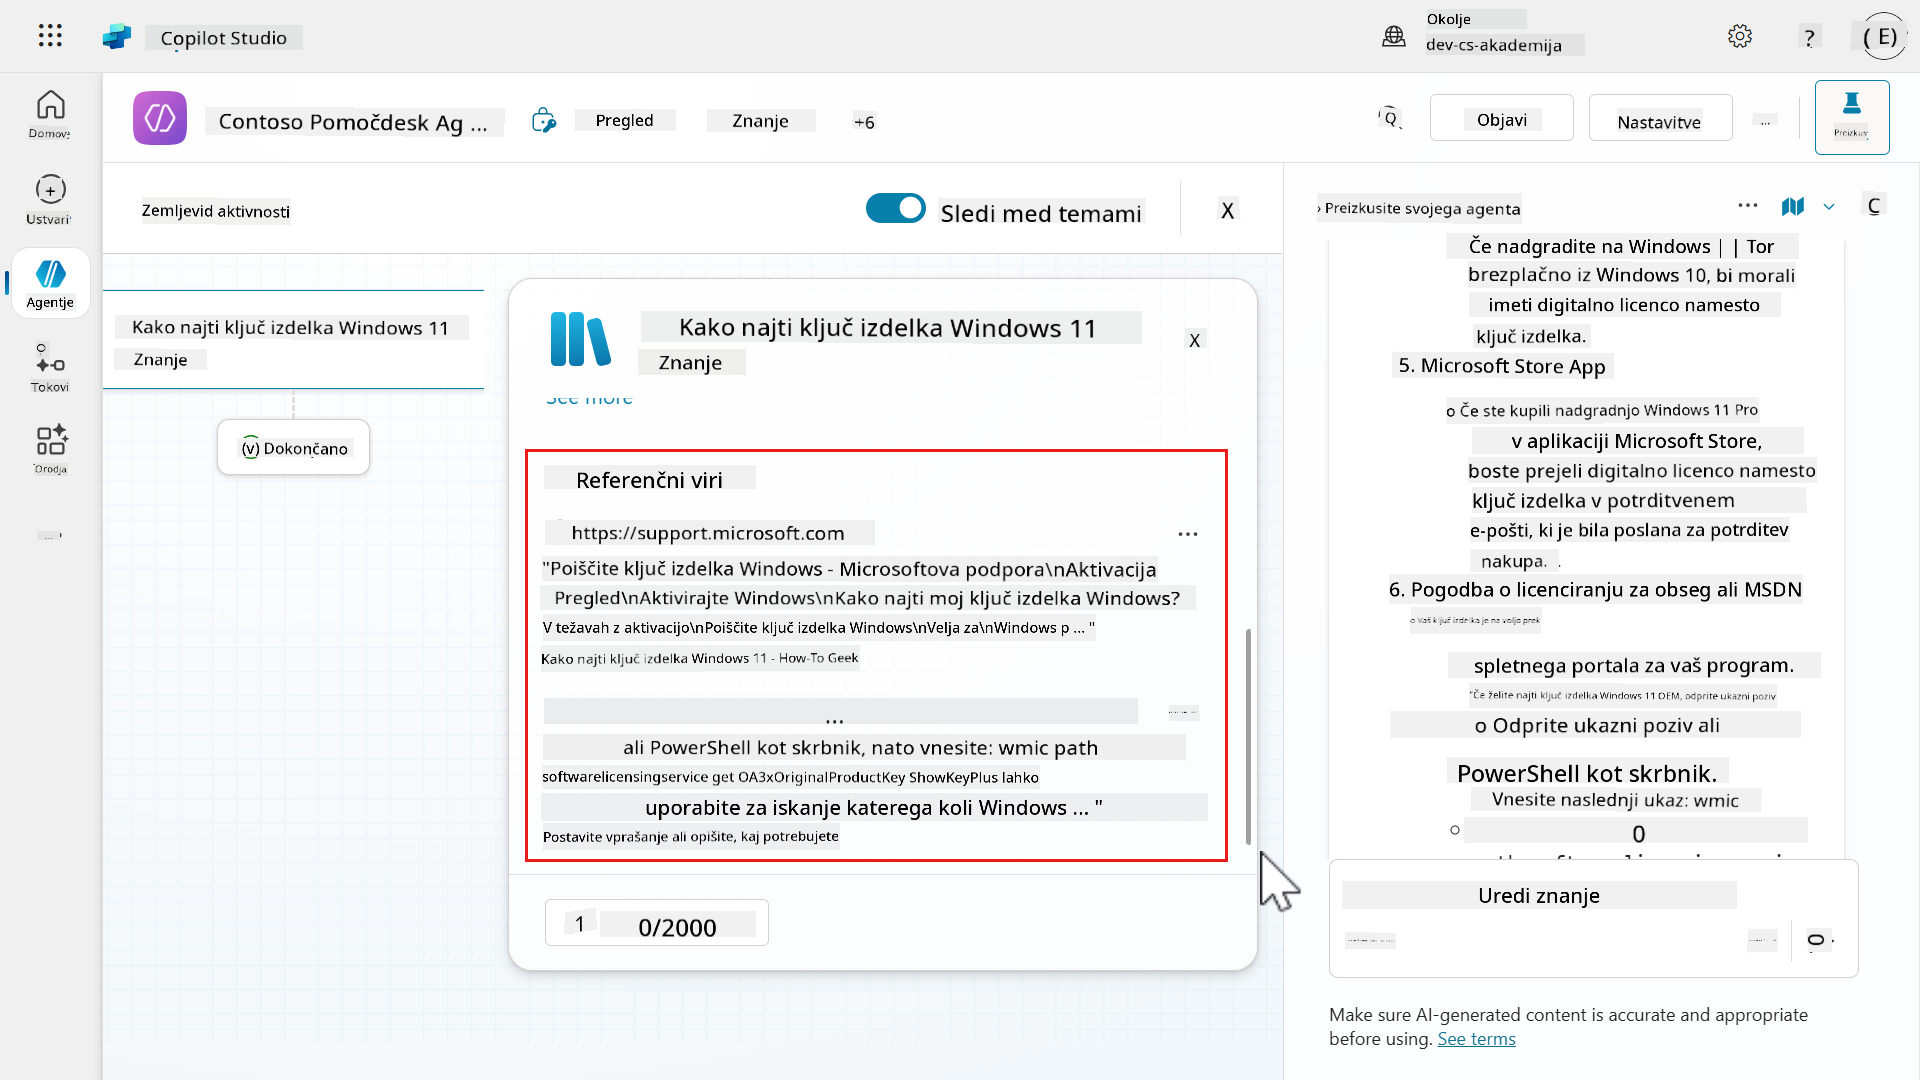 Copilot Studio
Okolje
dev-cs-akademija
?
( E)
Domov
Ustvari
Agentje
Tokovi
Orodja
Contoso Pomočdesk Ag ...
Pregled
Znanje
+6
Objavi
Nastavitve
...
Preizkus
Zemljevid aktivnosti
Sledi med temami
X
Kako najti ključ izdelka Windows 11
Znanje
(v) Dokončano
Kako najti ključ izdelka Windows 11
Znanje
X
See more
Referenčni viri
https://support.microsoft.com
"Poiščite ključ izdelka Windows - Microsoftova podpora\nAktivacija
Pregled\nAktivirajte Windows\nKako najti moj ključ izdelka Windows?
V težavah z aktivacijo\nPoiščite ključ izdelka Windows\nVelja za\nWindows p ... "
Kako najti ključ izdelka Windows 11 - How-To Geek
...
ali PowerShell kot skrbnik, nato vnesite: wmic path
softwarelicensingservice get OA3xOriginalProductKey ShowKeyPlus lahko
uporabite za iskanje katerega koli Windows ... "
Postavite vprašanje ali opišite, kaj potrebujete
1
0/2000
› Preizkusite svojega agenta
C
Če nadgradite na Windows | | Tor
brezplačno iz Windows 10, bi morali
imeti digitalno licenco namesto
ključ izdelka.
5. Microsoft Store App
o Če ste kupili nadgradnjo Windows 11 Pro
v aplikaciji Microsoft Store,
boste prejeli digitalno licenco namesto
ključ izdelka v potrditvenem
e-pošti, ki je bila poslana za potrditev
nakupa.
6. Pogodba o licenciranju za obseg ali MSDN
o Vaš ključ izdelka je na voljo prek
spletnega portala za vaš program.
"Če želite najti ključ izdelka Windows 11 OEM, odprite ukazni poziv
o Odprite ukazni poziv ali
PowerShell kot skrbnik.
Vnesite naslednji ukaz: wmic
0
Uredi znanje
Make sure AI-generated content is accurate and appropriate
before using. See terms